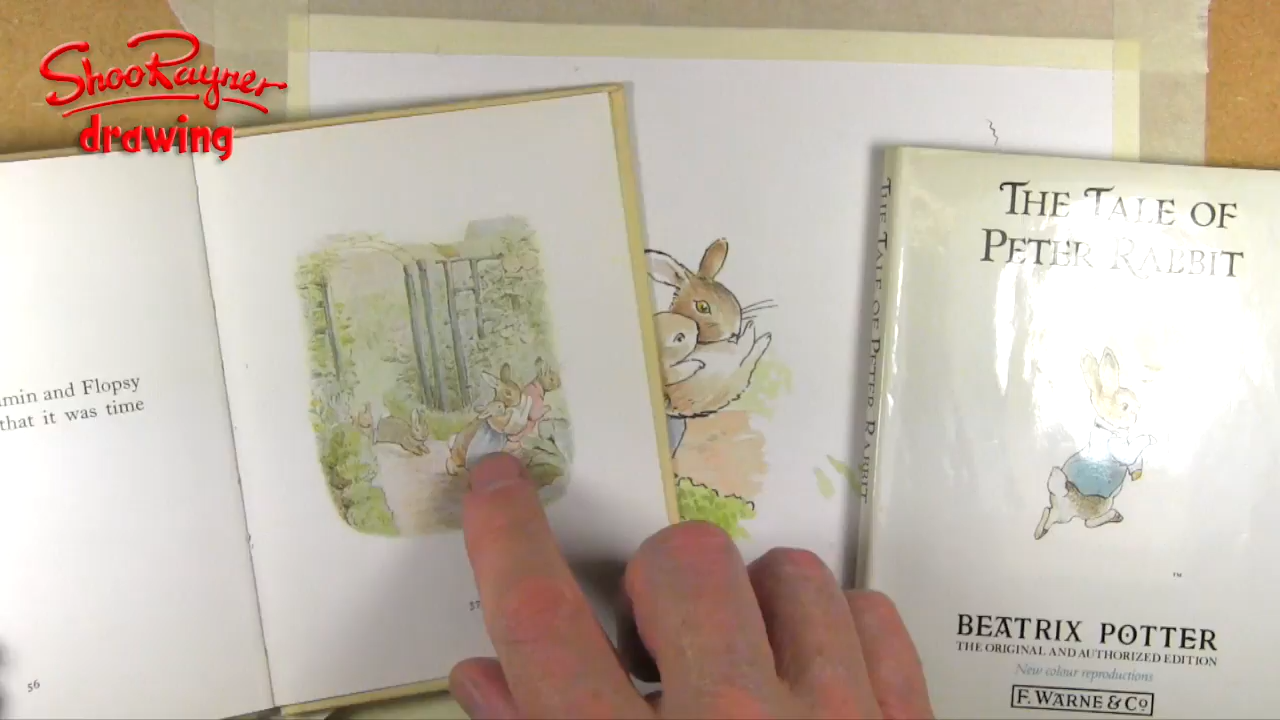 ShooRayner
drawing
amin and Flopsy
that it was time
56
57
THE TALE OF PETER RABBIT
THE TALE OF
PETER RABBIT
TM
BEATRIX POTTER
THE ORIGINAL AND AUTHORIZED EDITION
New colour reproductions
F. WARNE & Co